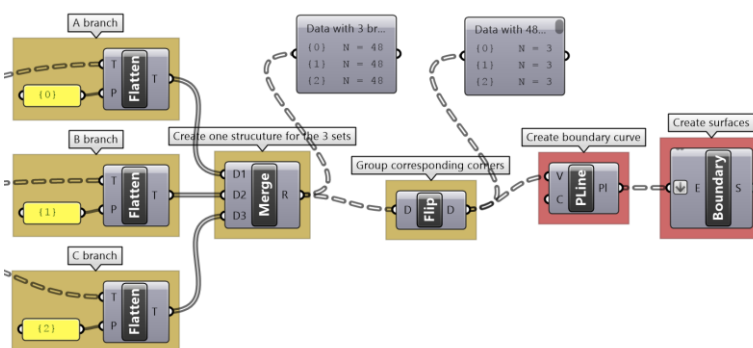 A branch
T
P
Flatten
T
{0}
B branch
T
P
Flatten
T
{1}
C branch
T
P
Flatten
T
{2}
Create one strucuture for the 3 sets
D1
D2
D3
Merge
R
Data with 3 br...
{0} N = 48
{1} N = 48
{2} N = 48
Group corresponding corners
D
Flip
D
Data with 48...
{0} N = 3
{1} N = 3
{2} N = 3
Create boundary curve
V
C
PLine
Pl
Create surfaces
E
Boundary
S